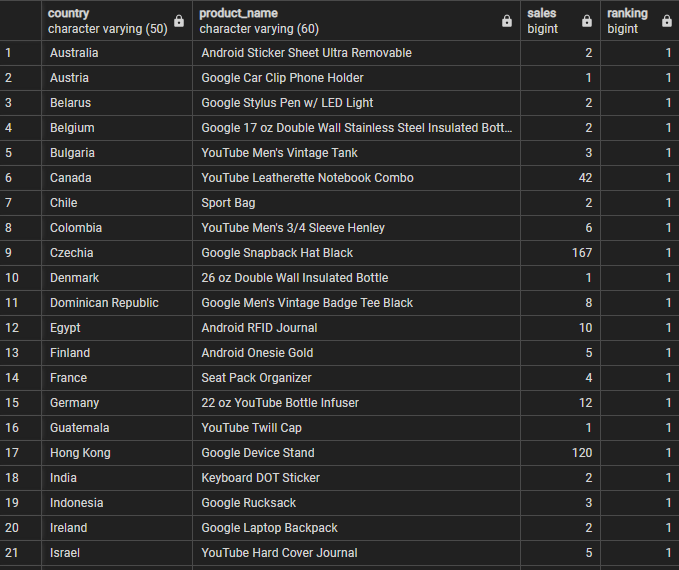 country product_name sales ranking
character varying (50) character varying (60) bigint bigint
1 Australia Android Sticker Sheet Ultra Removable 2 1
2 Austria Google Car Clip Phone Holder 1 1
3 Belarus Google Stylus Pen w/ LED Light 2 1
4 Belgium Google 17 oz Double Wall Stainless Steel Insulated Bott... 2 1
5 Bulgaria YouTube Men's Vintage Tank 3 1
6 Canada YouTube Leatherette Notebook Combo 42 1
7 Chile Sport Bag 2 1
8 Colombia YouTube Men's 3/4 Sleeve Henley 6 1
9 Czechia Google Snapback Hat Black 167 1
10 Denmark 26 oz Double Wall Insulated Bottle 1 1
11 Dominican Republic Google Men's Vintage Badge Tee Black 8 1
12 Egypt Android RFID Journal 10 1
13 Finland Android Onesie Gold 5 1
14 France Seat Pack Organizer 4 1
15 Germany 22 oz YouTube Bottle Infuser 12 1
16 Guatemala YouTube Twill Cap 1 1
17 Hong Kong Google Device Stand 120 1
18 India Keyboard DOT Sticker 2 1
19 Indonesia Google Rucksack 3 1
20 Ireland Google Laptop Backpack 2 1
21 Israel YouTube Hard Cover Journal 5 1